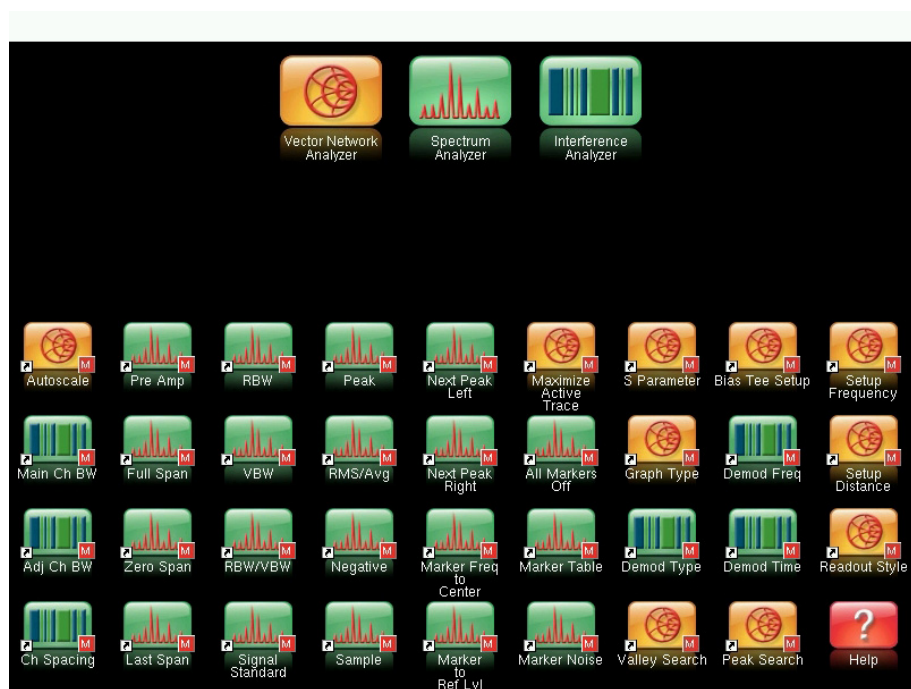 Vector Network
Analyzer
Spectrum
Analyzer
Interference
Analyzer
M M M M M M M M M
Autoscale
Pre Amp
RBW
Peak
Next Peak
Left
Maximize
Active
Trace
S Parameter
Bias Tee Setup
Setup
Frequency
M M M M M M M M M
Main Ch BW
Full Span
VBW
RMS/Avg
Next Peak
Right
All Markers
Off
Graph Type
Demod Freq
Setup
Distance
M M M M M M M M M
Adj Ch BW
Zero Span
RBW/VBW
Negative
Marker Freq
to
Center
Marker Table
Demod Type
Demod Time
Readout Style
M M M M M M M M ?
Ch Spacing
Last Span
Signal
Standard
Sample
Marker
to
Ref Lvl
Marker Noise
Valley Search
Peak Search
Help